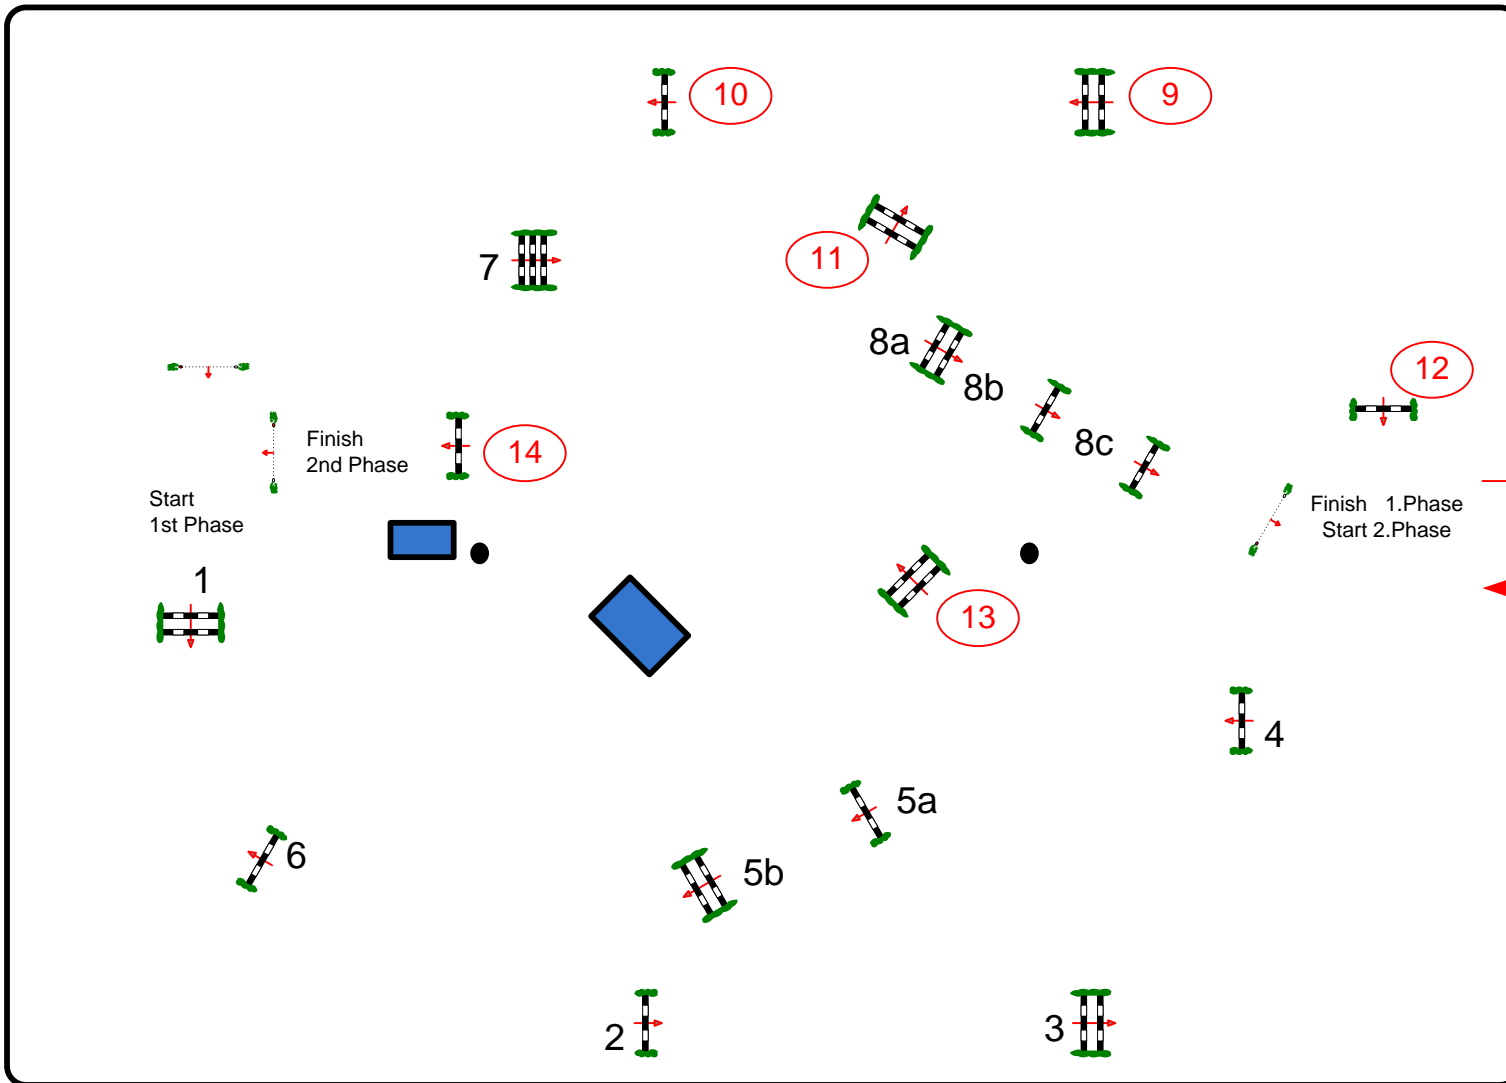 10
9
7
11
8a
8b
12
8c
Finish
2nd Phase
14
Start
1st Phase
Finish 1.Phase
Start 2.Phase
1
13
4
5a
6
5b
2
3